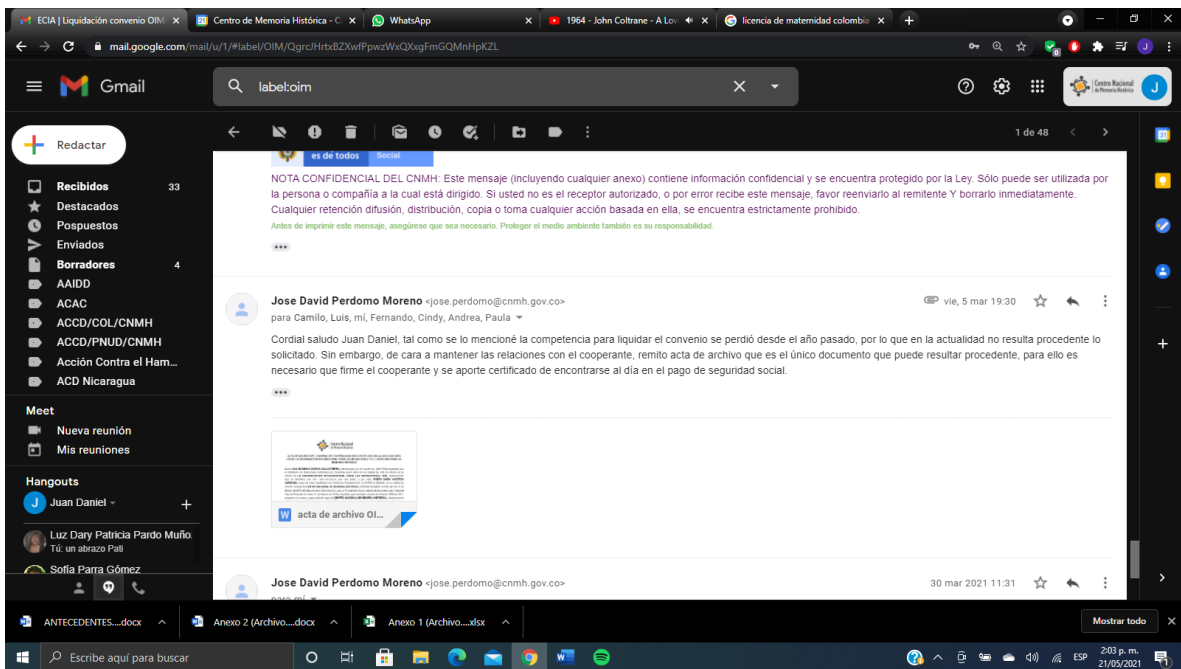 ECIA | Liquidación convenio OIM
Centro de Memoria Histórica - C
WhatsApp
1964 - John Coltrane - A Lov
licencia de maternidad colombia
mail.google.com/mail/u/1/#label/OIM/QgrcJHrtxBZXwfPpwzWxQXxgFmGQMnHpKZL
Gmail
label:oim
Centro Nacional
de Memoria Histórica
J
Redactar
1 de 48
Recibidos 33
Destacados
Pospuestos
Enviados
Borradores 4
AAIDD
ACAC
ACCD/COL/CNMH
ACCD/PNUD/CNMH
Acción Contra el Ham...
ACD Nicaragua
Meet
Nueva reunión
Mis reuniones
Hangouts
Juan Daniel
Luz Dary Patricia Pardo Muño
Tú: un abrazo Pati
Sofía Parra Gómez
es de todos Social
NOTA CONFIDENCIAL DEL CNMH: Este mensaje (incluyendo cualquier anexo) contiene información confidencial y se encuentra protegido por la Ley. Sólo puede ser utilizada por
la persona o compañía a la cual está dirigido. Si usted no es el receptor autorizado, o por error recibe este mensaje, favor reenviarlo al remitente Y borrarlo inmediatamente.
Cualquier retención difusión, distribución, copia o toma cualquier acción basada en ella, se encuentra estrictamente prohibido.
Antes de imprimir este mensaje, asegúrese que sea necesario. Proteger el medio ambiente también es su responsabilidad.
Jose David Perdomo Moreno <jose.perdomo@cnmh.gov.co> vie, 5 mar 19:30
para Camilo, Luis, mí, Fernando, Cindy, Andrea, Paula
Cordial saludo Juan Daniel, tal como se lo mencioné la competencia para liquidar el convenio se perdió desde el año pasado, por lo que en la actualidad no resulta procedente lo
solicitado. Sin embargo, de cara a mantener las relaciones con el cooperante, remito acta de archivo que es el único documento que puede resultar procedente, para ello es
necesario que firme el cooperante y se aporte certificado de encontrarse al día en el pago de seguridad social.
acta de archivo OI...
Jose David Perdomo Moreno <jose.perdomo@cnmh.gov.co> 30 mar 2021 11:31
para mí
ANTECEDENTES....docx
Anexo 2 (Archivo....docx
Anexo 1 (Archivo....xlsx
Mostrar todo
Escribe aquí para buscar
ESP
2:03 p. m.
21/05/2021